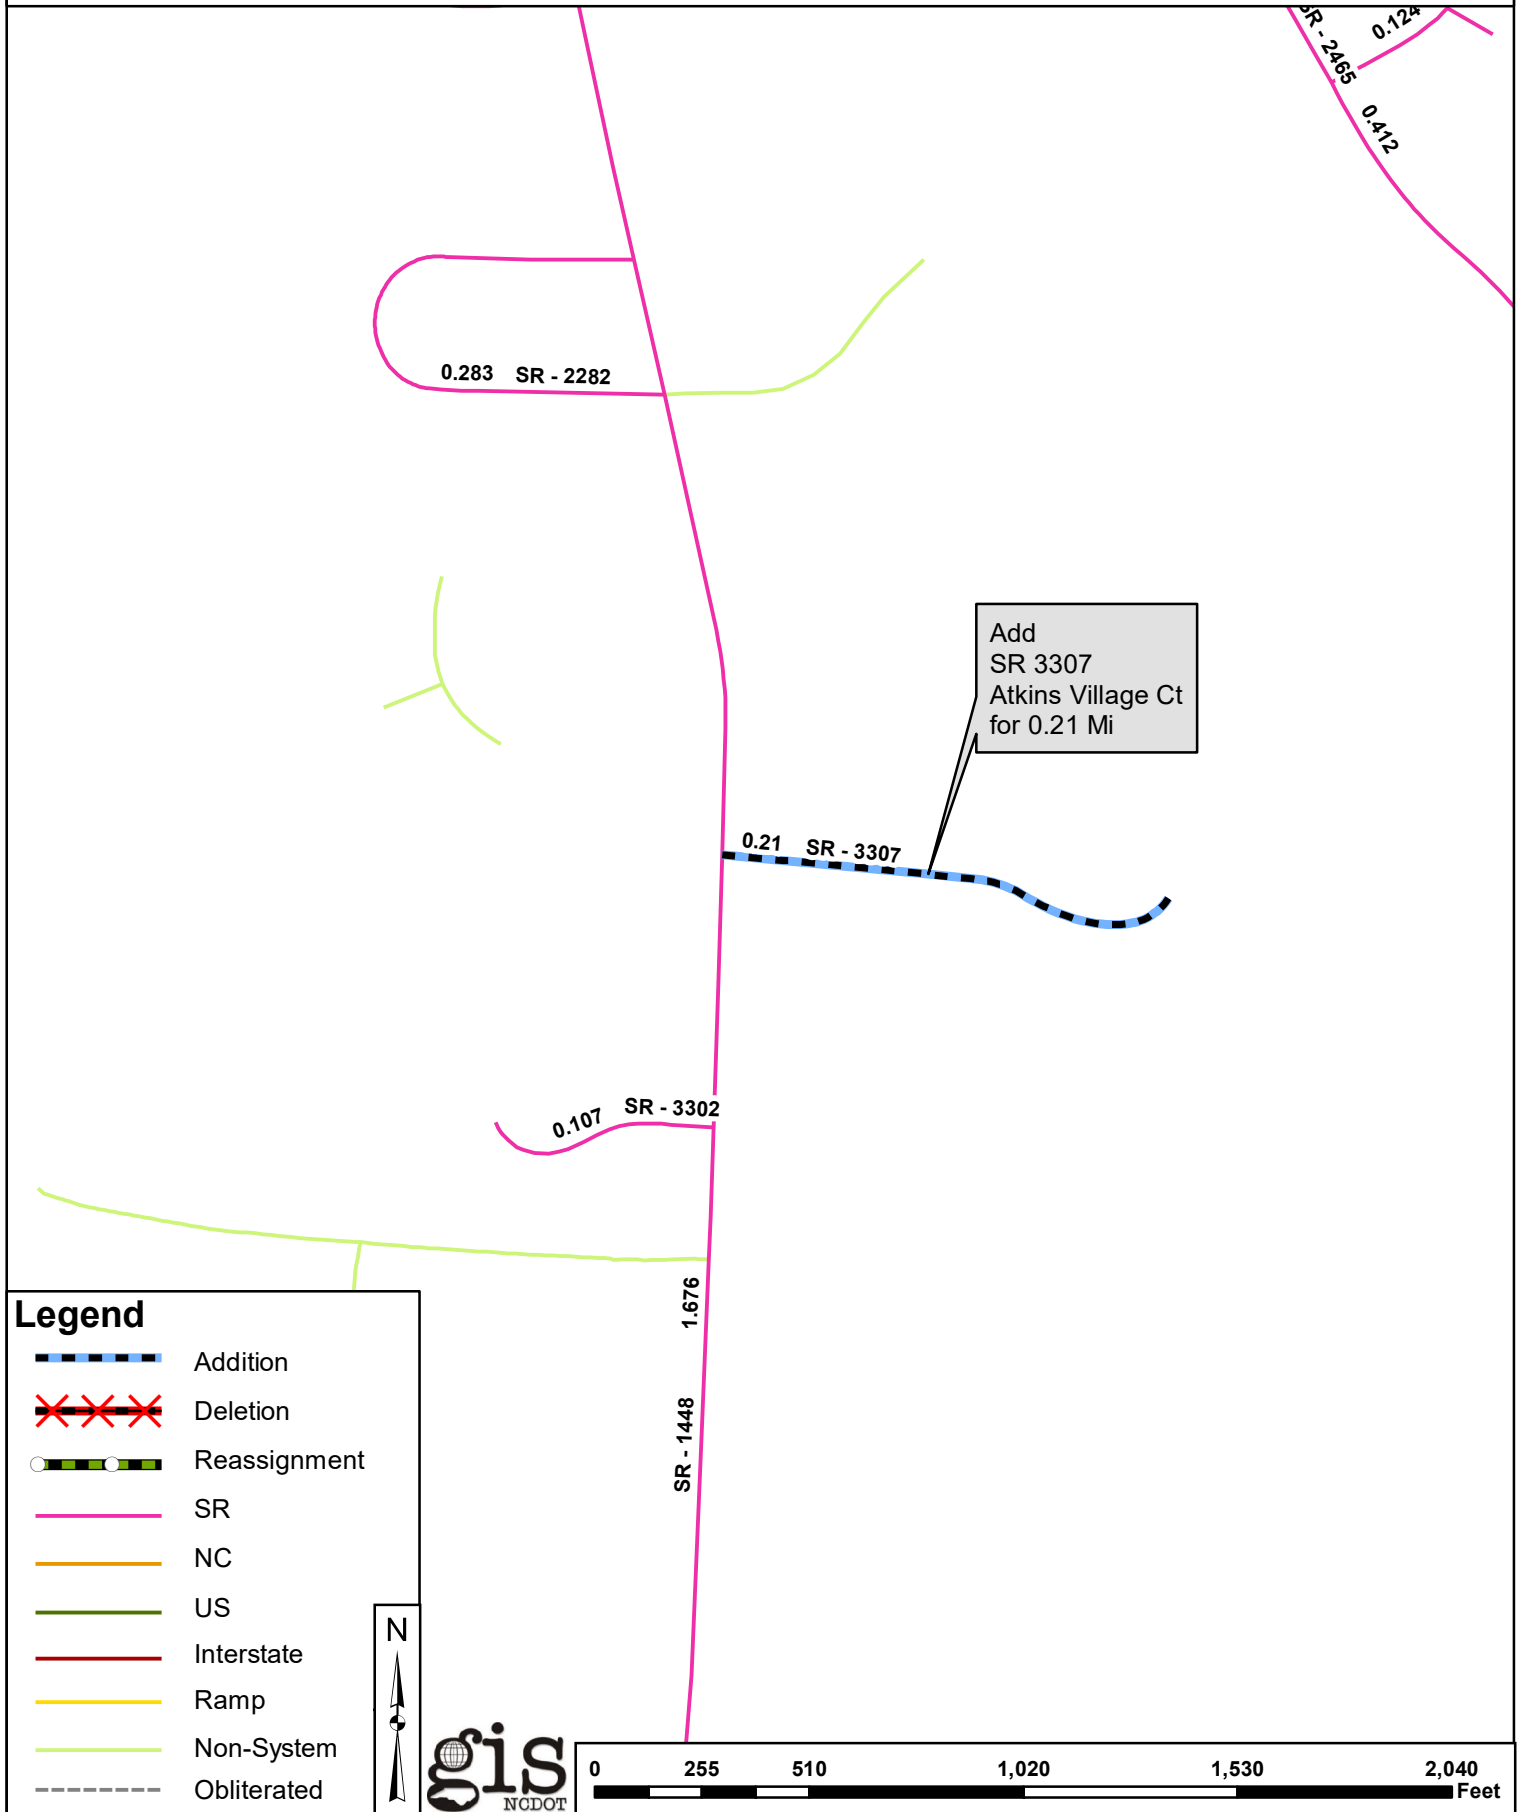 SR - 2465
0.124
0.412
0.283 SR - 2282
Add
SR 3307
Atkins Village Ct
for 0.21 Mi
0.21 SR - 3307
0.107 SR - 3302
1.676
SR - 1448
Legend
Addition
Deletion
Reassignment
SR
NC
US
Interstate
Ramp
Non-System
Obliterated
N
gis
NCDOT
0 255 510 1,020 1,530 2,040
Feet